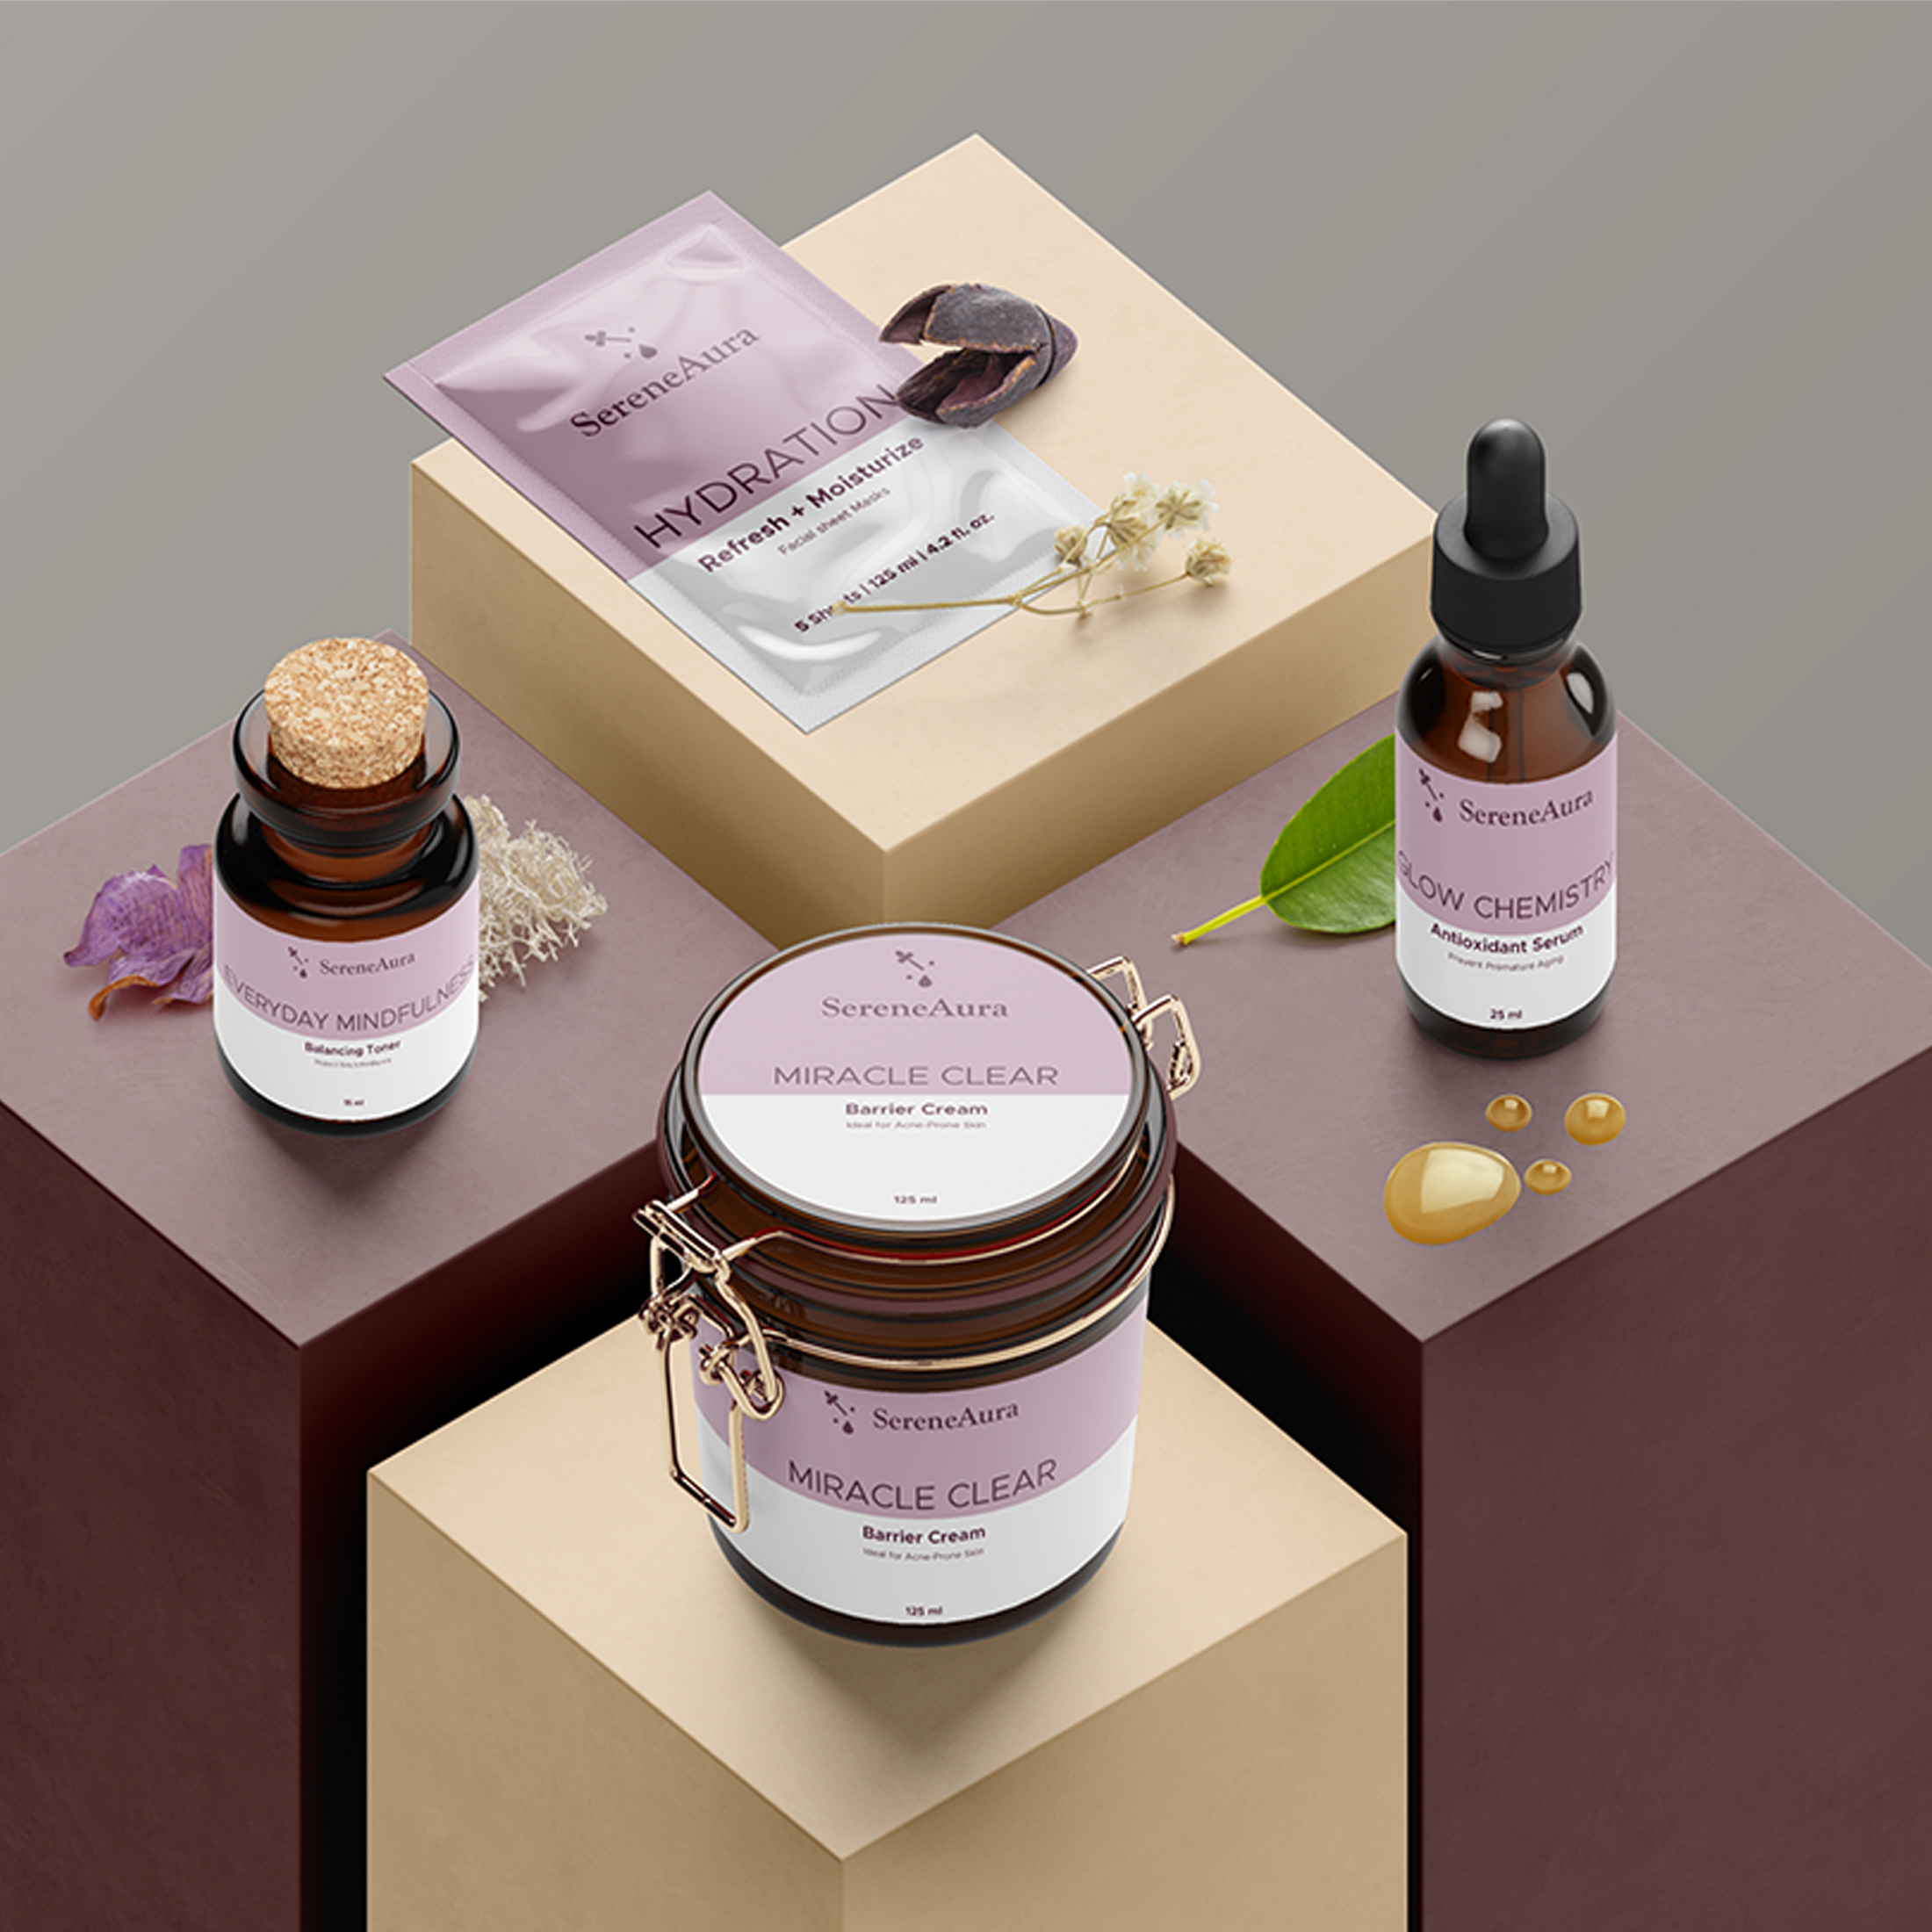 SereneAura
HYDRATION
Refresh + Moisturize
Facial sheet Masks
125 ml | 4.2 fl. oz.
SereneAura
EVERYDAY MINDFULNESS
Balancing Toner
15 ml
SereneAura
GLOW CHEMISTRY
Antioxidant Serum
Prevent Premature Aging
25 ml
SereneAura
MIRACLE CLEAR
Barrier Cream
Ideal for Acne-Prone Skin
125 ml
SereneAura
MIRACLE CLEAR
Barrier Cream
Ideal for Acne-Prone Skin
125 ml